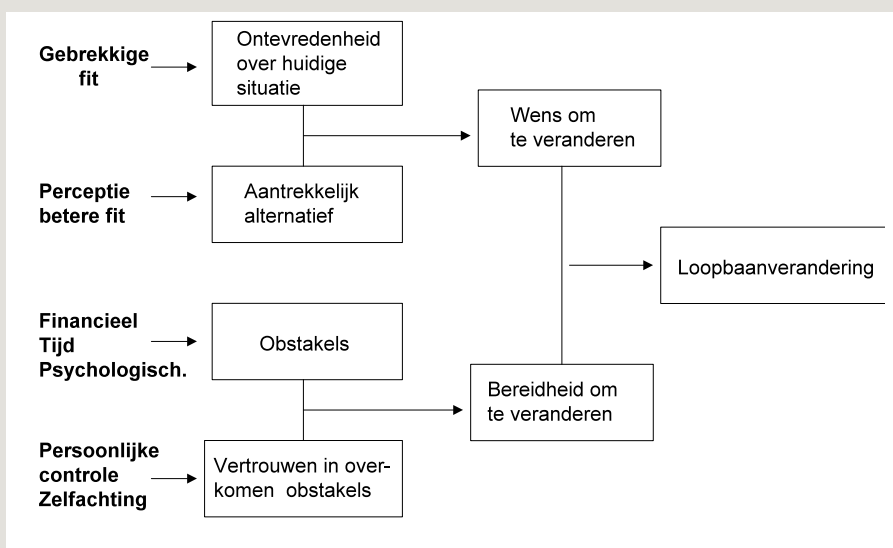 Gebrekkige
fit
Ontevredenheid
over huidige
situatie
Wens om
te veranderen
Perceptie
betere fit
Aantrekkelijk
alternatief
Loopbaanverandering
Financieel
Tijd
Psychologisch.
Obstakels
Bereidheid om
te veranderen
Persoonlijke
controle
Zelfachting
Vertrouwen in over-
komen obstakels